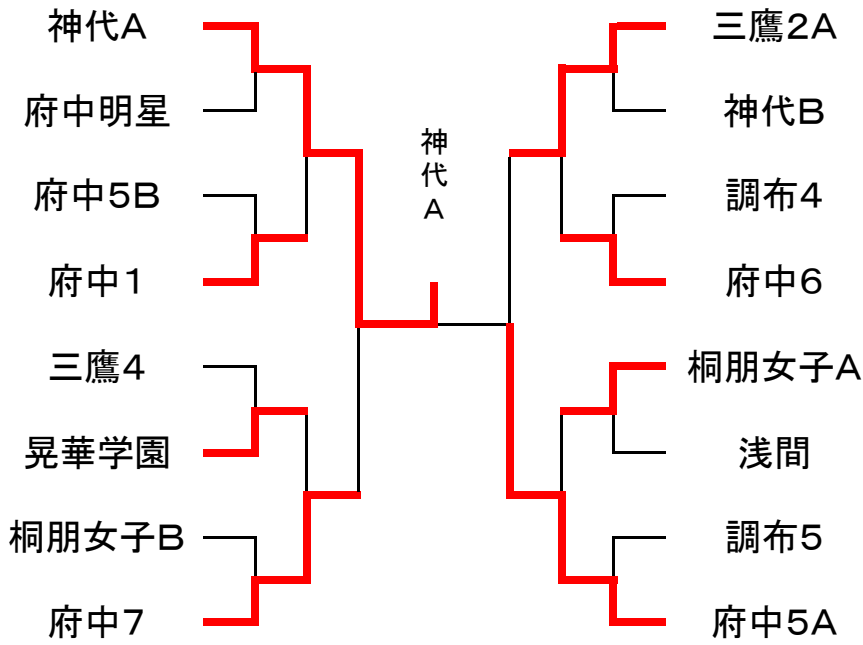 神代A
府中明星
府中5B
府中1
三鷹4
晃華学園
桐朋女子B
府中7
神代A
三鷹2A
神代B
調布4
府中6
桐朋女子A
浅間
調布5
府中5A